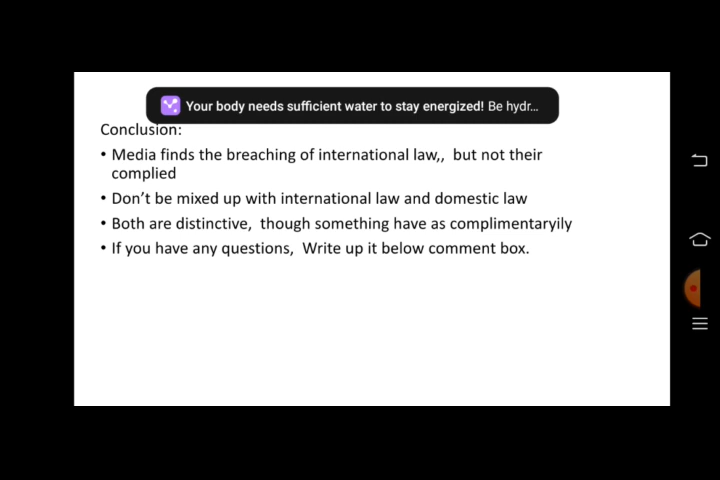 Your body needs sufficient water to stay energized! Be hydr...
Conclusion:
• Media finds the breaching of international law,, but not their
complied
• Don't be mixed up with international law and domestic law
• Both are distinctive, though something have as complimentaryily
• If you have any questions, Write up it below comment box.